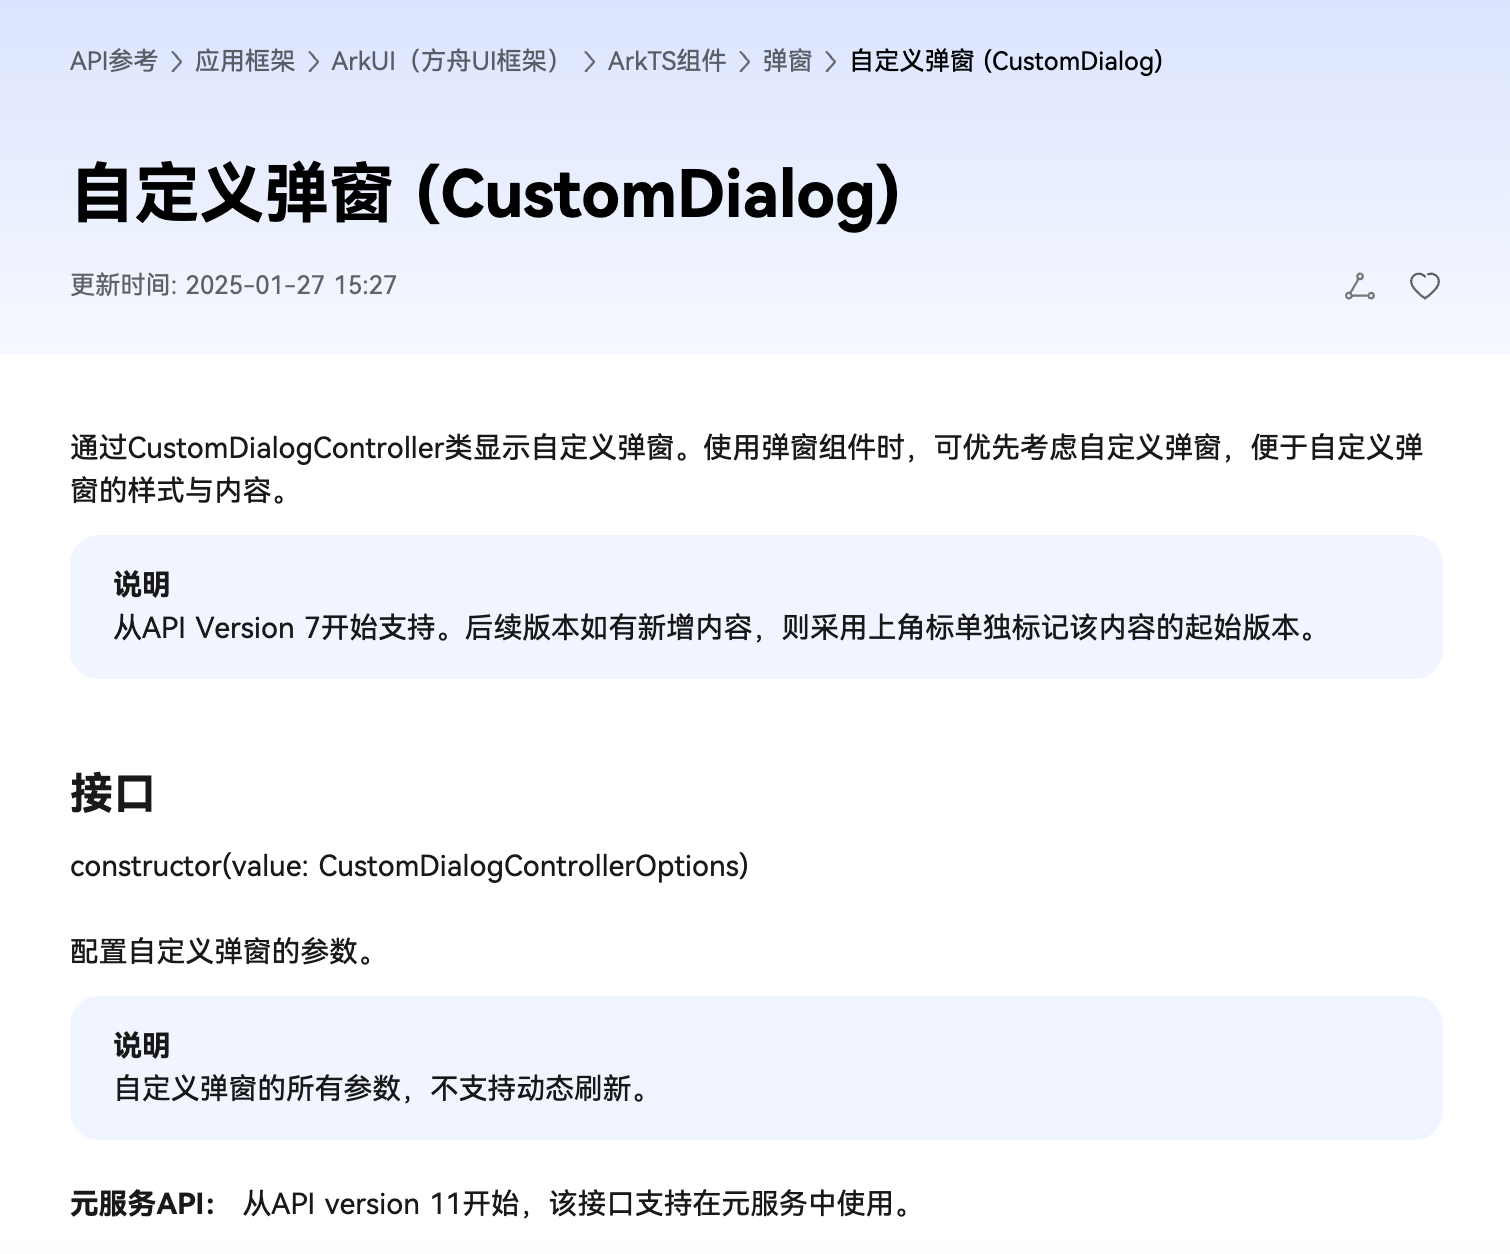 API参考 > 应用框架 > ArkUI（方舟UI框架） > ArkTS组件 > 弹窗 > 自定义弹窗 (CustomDialog)
自定义弹窗 (CustomDialog)
更新时间: 2025-01-27 15:27
通过CustomDialogController类显示自定义弹窗。使用弹窗组件时，可优先考虑自定义弹窗，便于自定义弹
窗的样式与内容。
说明
从API Version 7开始支持。后续版本如有新增内容，则采用上角标单独标记该内容的起始版本。
接口
constructor(value: CustomDialogControllerOptions)
配置自定义弹窗的参数。
说明
自定义弹窗的所有参数，不支持动态刷新。
元服务API： 从API version 11开始，该接口支持在元服务中使用。